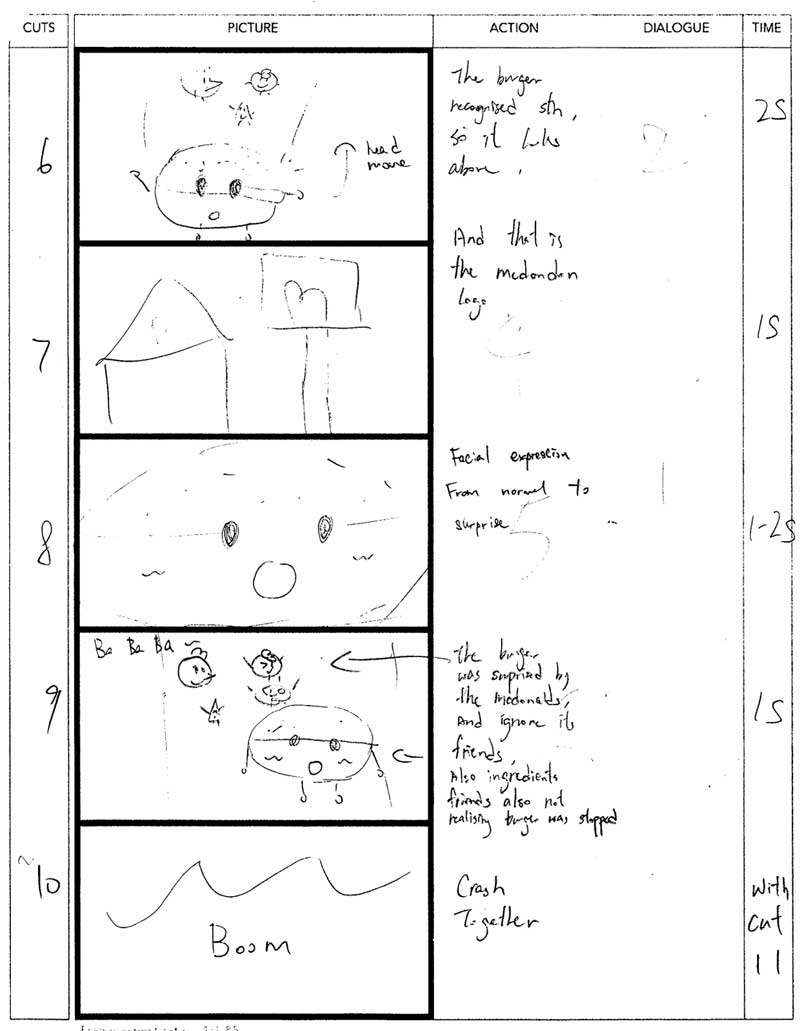 CUTS PICTURE ACTION DIALOGUE TIME
6
head
move
The burger
recognised sth,
so it looks
above,
2S
7
And that is
the mcdondon
logo
1S
8
Facial expression
From normal to
surprise
1-2S
9
Ba Ba Ba ~
the burger
was surprised by
the mcdonalds,
And ignore its
friends,
Also ingredients
friends also not
realising burger was stopped
1S
10
Boom
Crash
Together
with
cut
11